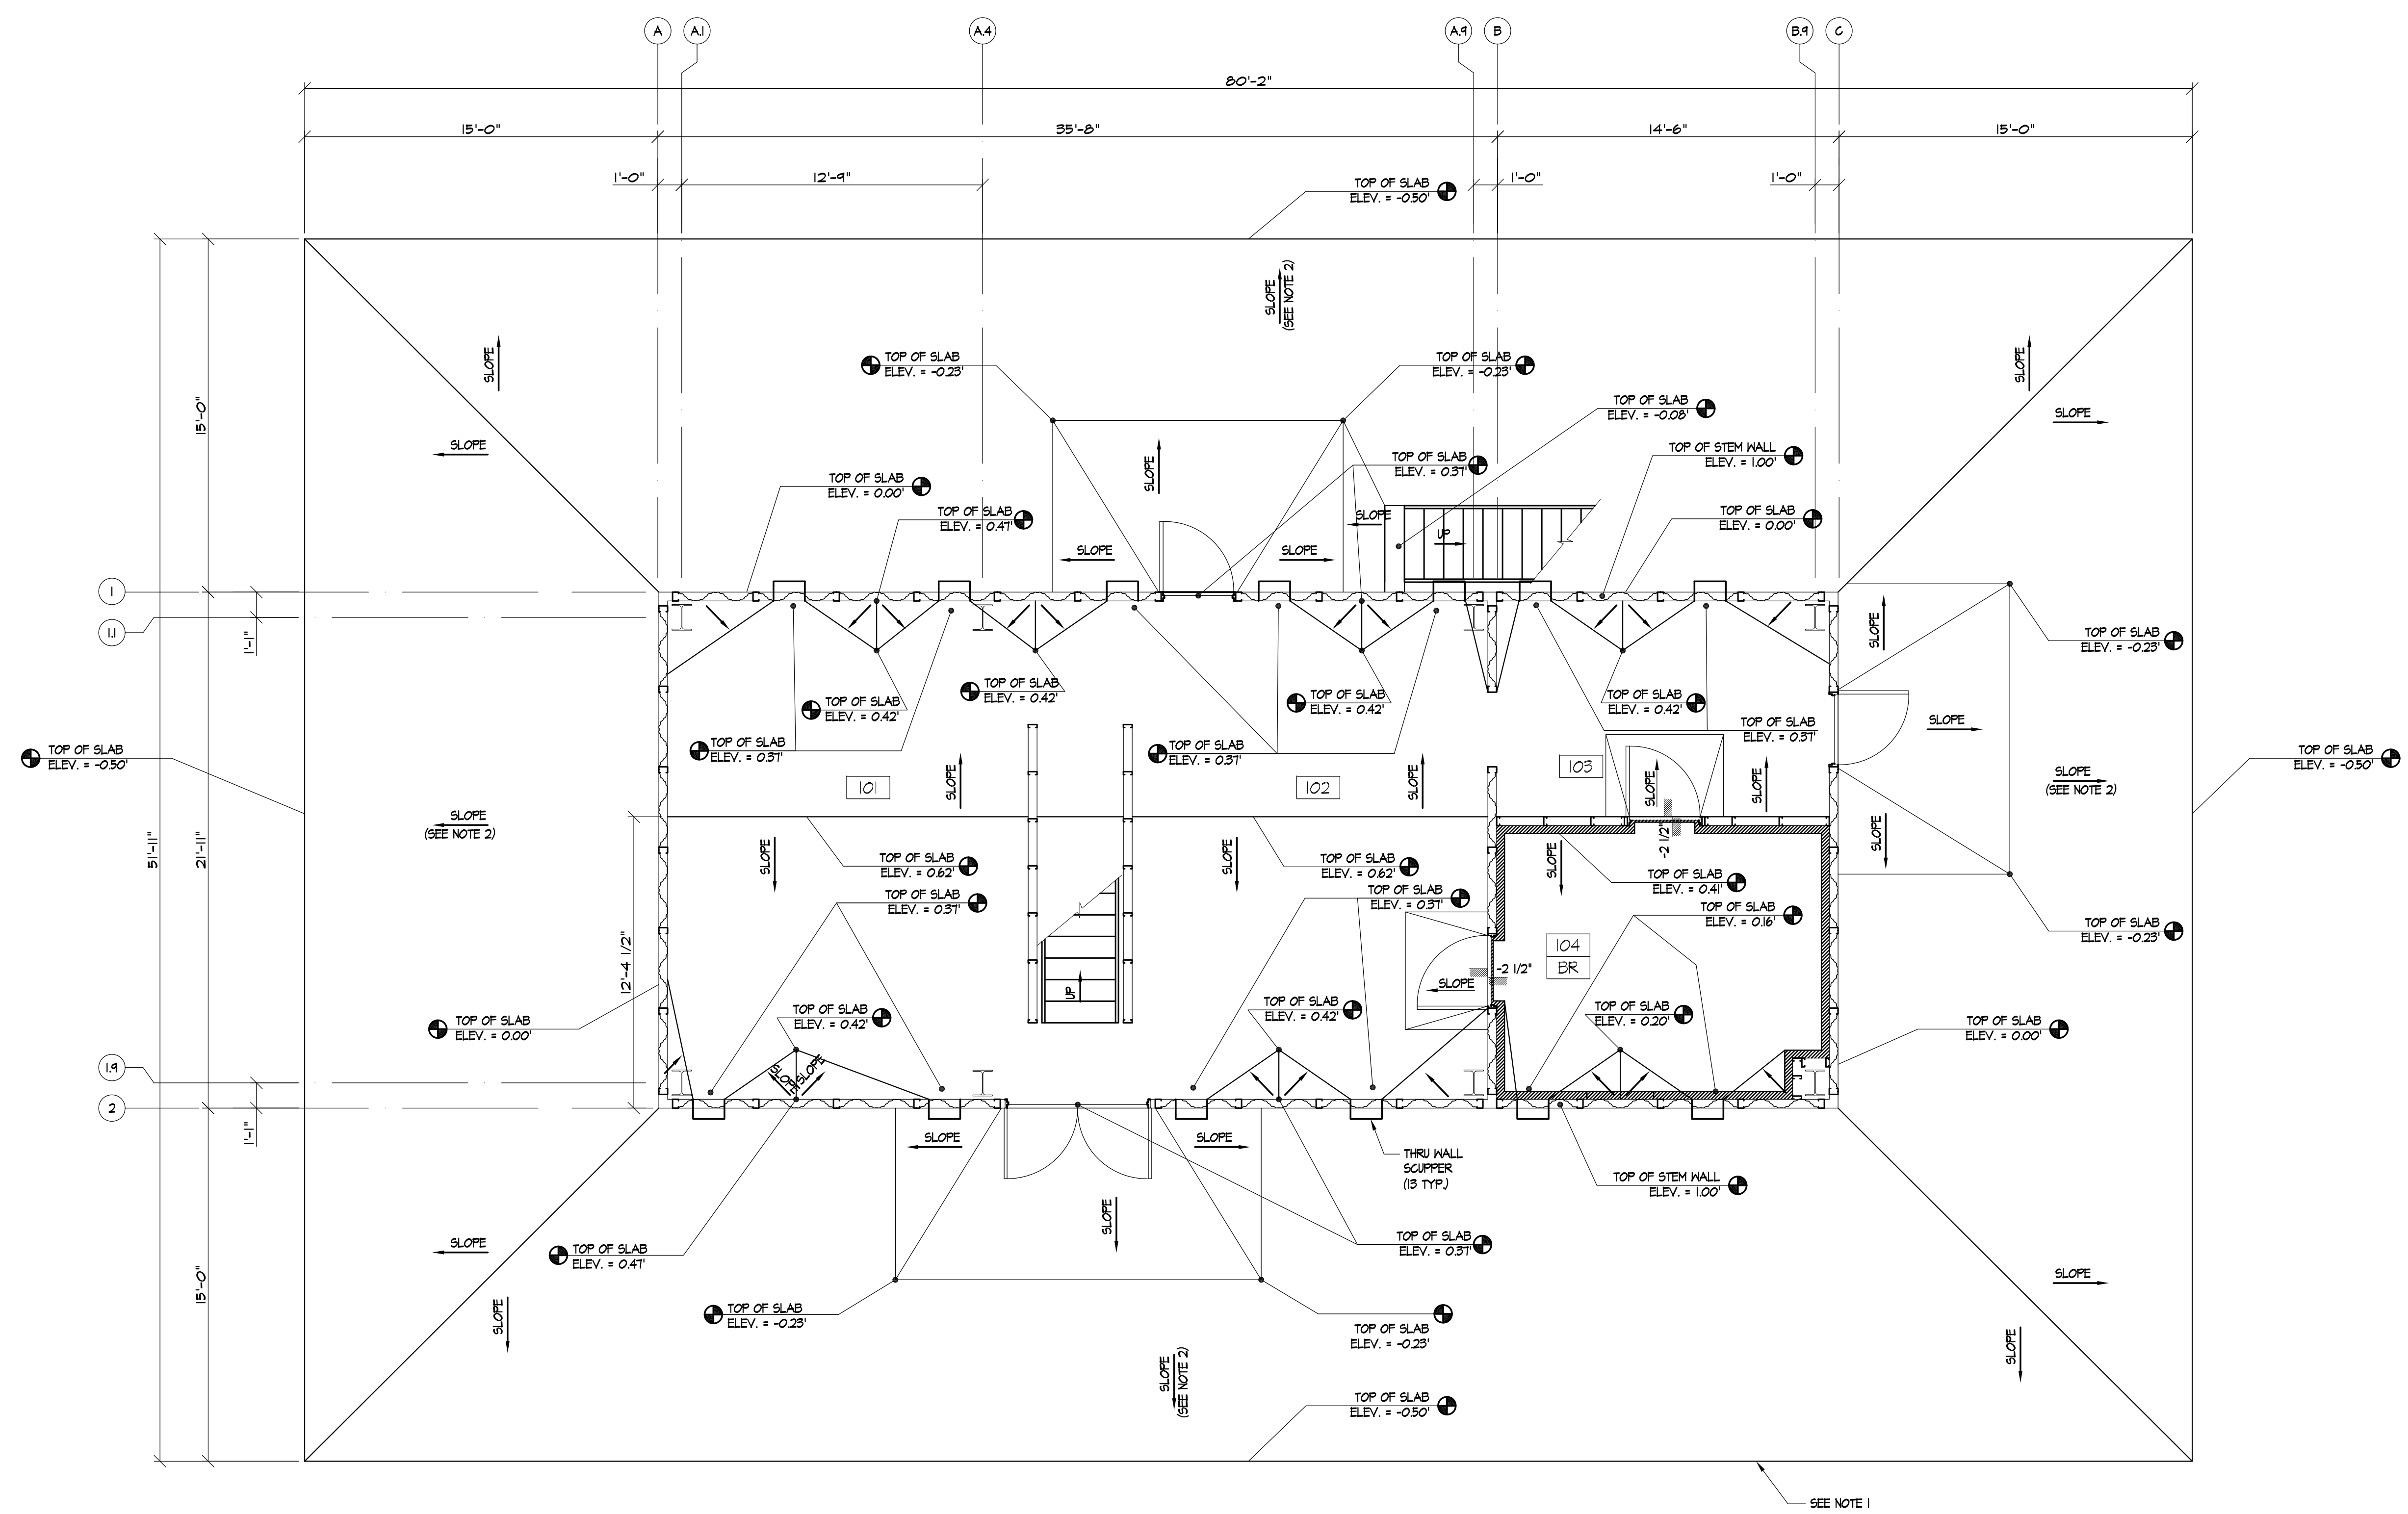 A
A.1
A.4
A.9
B
B.9
C
80'-2"
15'-0"
35'-8"
14'-6"
15'-0"
1'-0"
12'-9"
1'-0"
1'-0"
TOP OF SLAB
ELEV. = -0.50'
SLOPE
(SEE NOTE 2)
SLOPE
SLOPE
TOP OF SLAB
ELEV. = -0.23'
TOP OF SLAB
ELEV. = -0.23'
TOP OF SLAB
ELEV. = -0.08'
SLOPE
15'-0"
SLOPE
SLOPE
TOP OF STEM WALL
ELEV. = 1.00'
TOP OF SLAB
ELEV. = 0.37'
TOP OF SLAB
ELEV. = 0.00'
TOP OF SLAB
ELEV. = 0.47'
SLOPE
TOP OF SLAB
ELEV. = 0.00'
UP
SLOPE
SLOPE
1
1.1
1'-1"
SLOPE
TOP OF SLAB
ELEV. = -0.23'
TOP OF SLAB
ELEV. = 0.42'
TOP OF SLAB
ELEV. = 0.42'
TOP OF SLAB
ELEV. = 0.42'
TOP OF SLAB
ELEV. = 0.42'
TOP OF SLAB
ELEV. = 0.37'
TOP OF SLAB
ELEV. = 0.37'
TOP OF SLAB
ELEV. = 0.37'
SLOPE
TOP OF SLAB
ELEV. = -0.50'
TOP OF SLAB
ELEV. = -0.50'
101
SLOPE
102
SLOPE
103
SLOPE
SLOPE
SLOPE
(SEE NOTE 2)
SLOPE
(SEE NOTE 2)
51'-11"
21'-11"
SLOPE
SLOPE
SLOPE
-2 1/2"
SLOPE
TOP OF SLAB
ELEV. = 0.62'
TOP OF SLAB
ELEV. = 0.62'
TOP OF SLAB
ELEV. = 0.41'
TOP OF SLAB
ELEV. = 0.37'
TOP OF SLAB
ELEV. = 0.37'
TOP OF SLAB
ELEV. = 0.16'
TOP OF SLAB
ELEV. = -0.23'
12'-4 1/2"
104
BR
-2 1/2"
SLOPE
UP
TOP OF SLAB
ELEV. = 0.00'
TOP OF SLAB
ELEV. = 0.42'
TOP OF SLAB
ELEV. = 0.42'
TOP OF SLAB
ELEV. = 0.20'
TOP OF SLAB
ELEV. = 0.00'
1.9
2
1'-1"
SLOPE
SLOPE
SLOPE
SLOPE
THRU WALL
SCUPPER
(13 TYP.)
TOP OF STEM WALL
ELEV. = 1.00'
SLOPE
SLOPE
TOP OF SLAB
ELEV. = 0.47'
TOP OF SLAB
ELEV. = 0.37'
SLOPE
15'-0"
SLOPE
TOP OF SLAB
ELEV. = -0.23'
TOP OF SLAB
ELEV. = -0.23'
SLOPE
SLOPE
(SEE NOTE 2)
TOP OF SLAB
ELEV. = -0.50'
SEE NOTE 1